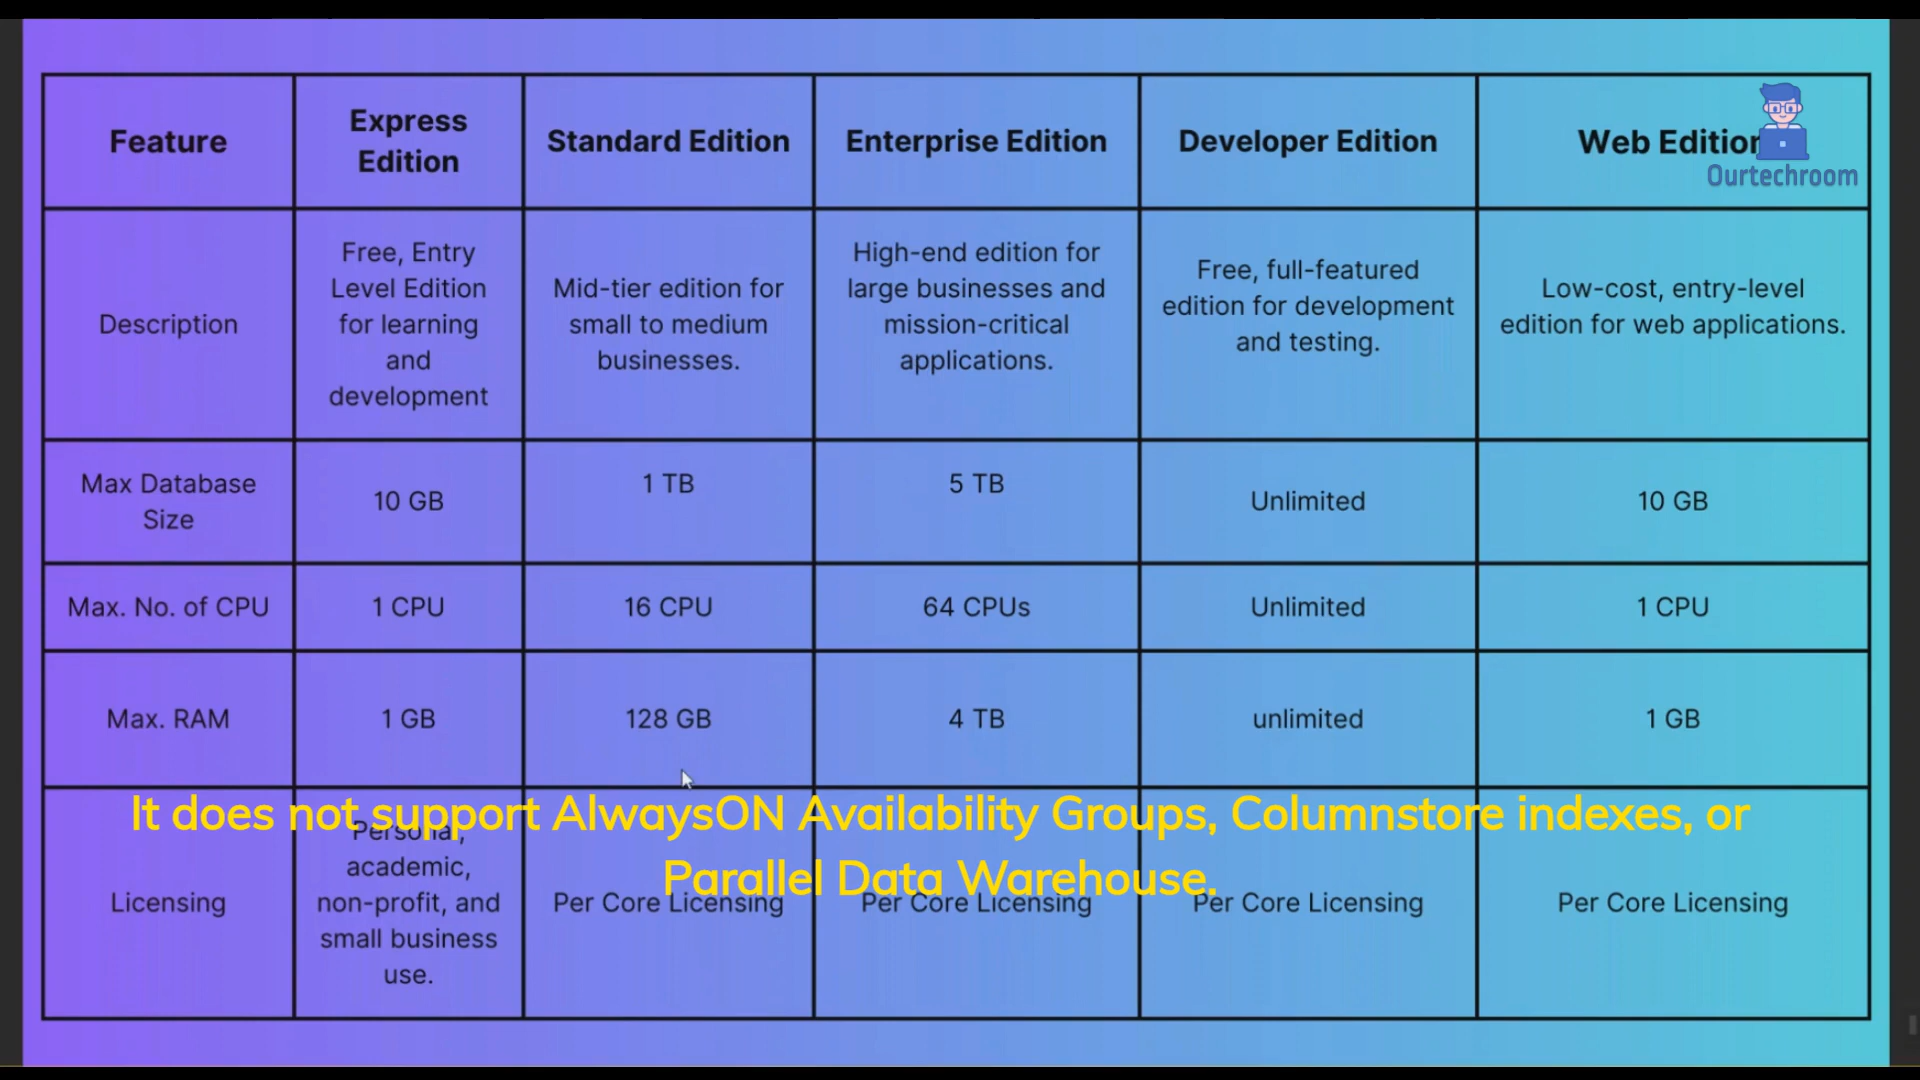 Feature
Express
Edition
Standard Edition
Enterprise Edition
Developer Edition
Web Edition
Ourtechroom
Description
Free, Entry
Level Edition
for learning
and
development
Mid-tier edition for
small to medium
businesses.
High-end edition for
large businesses and
mission-critical
applications.
Free, full-featured
edition for development
and testing.
Low-cost, entry-level
edition for web applications.
Max Database
Size
10 GB
1 TB
5 TB
Unlimited
10 GB
Max. No. of CPU
1 CPU
16 CPU
64 CPUs
Unlimited
1 CPU
Max. RAM
1 GB
128 GB
4 TB
unlimited
1 GB
Licensing
Personal,
academic,
non-profit, and
small business
use.
Per Core Licensing
Per Core Licensing
Per Core Licensing
Per Core Licensing
It does not support AlwaysON Availability Groups, Columnstore indexes, or
Parallel Data Warehouse.